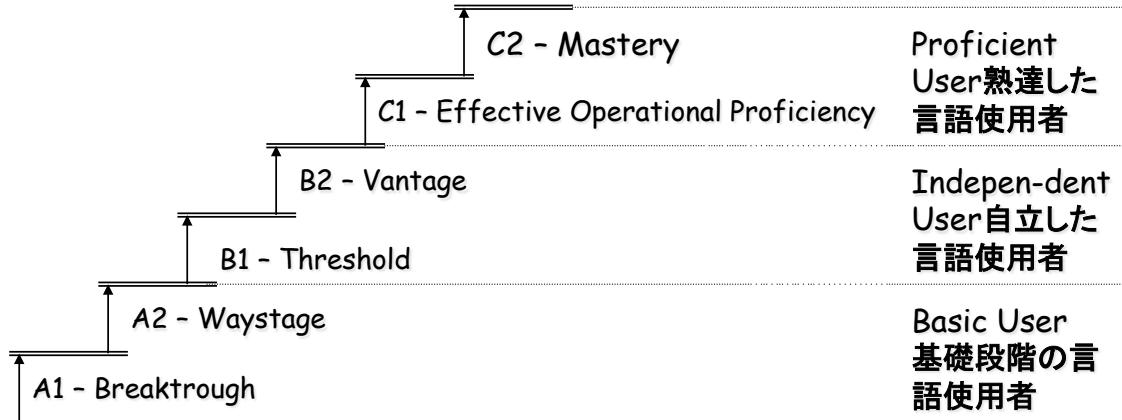 C2 – Mastery
Proficient
User熟達した
言語使用者
C1 – Effective Operational Proficiency
B2 – Vantage
Indepen-dent
User自立した
言語使用者
B1 – Threshold
A2 – Waystage
Basic User
基礎段階の言
語使用者
A1 – Breaktrough